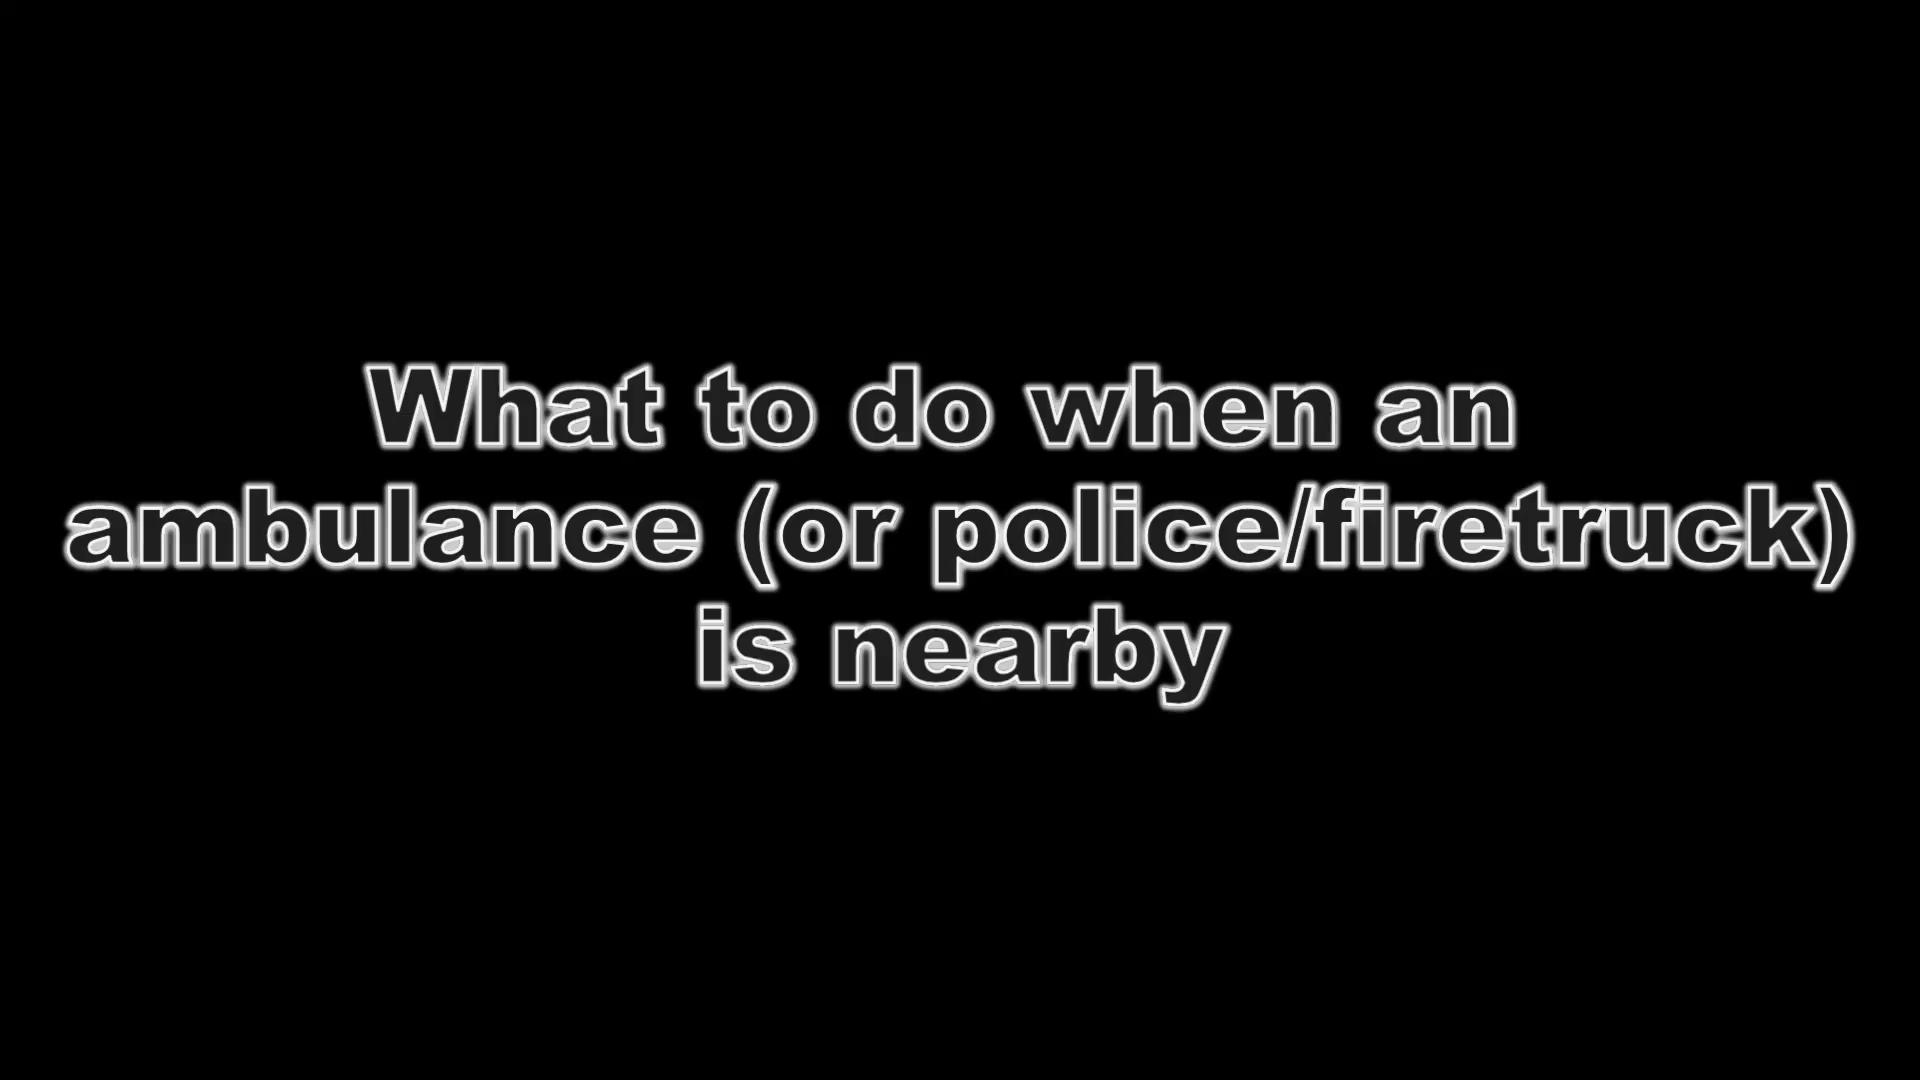 What to do when an
ambulance (or police/firetruck)
is nearby